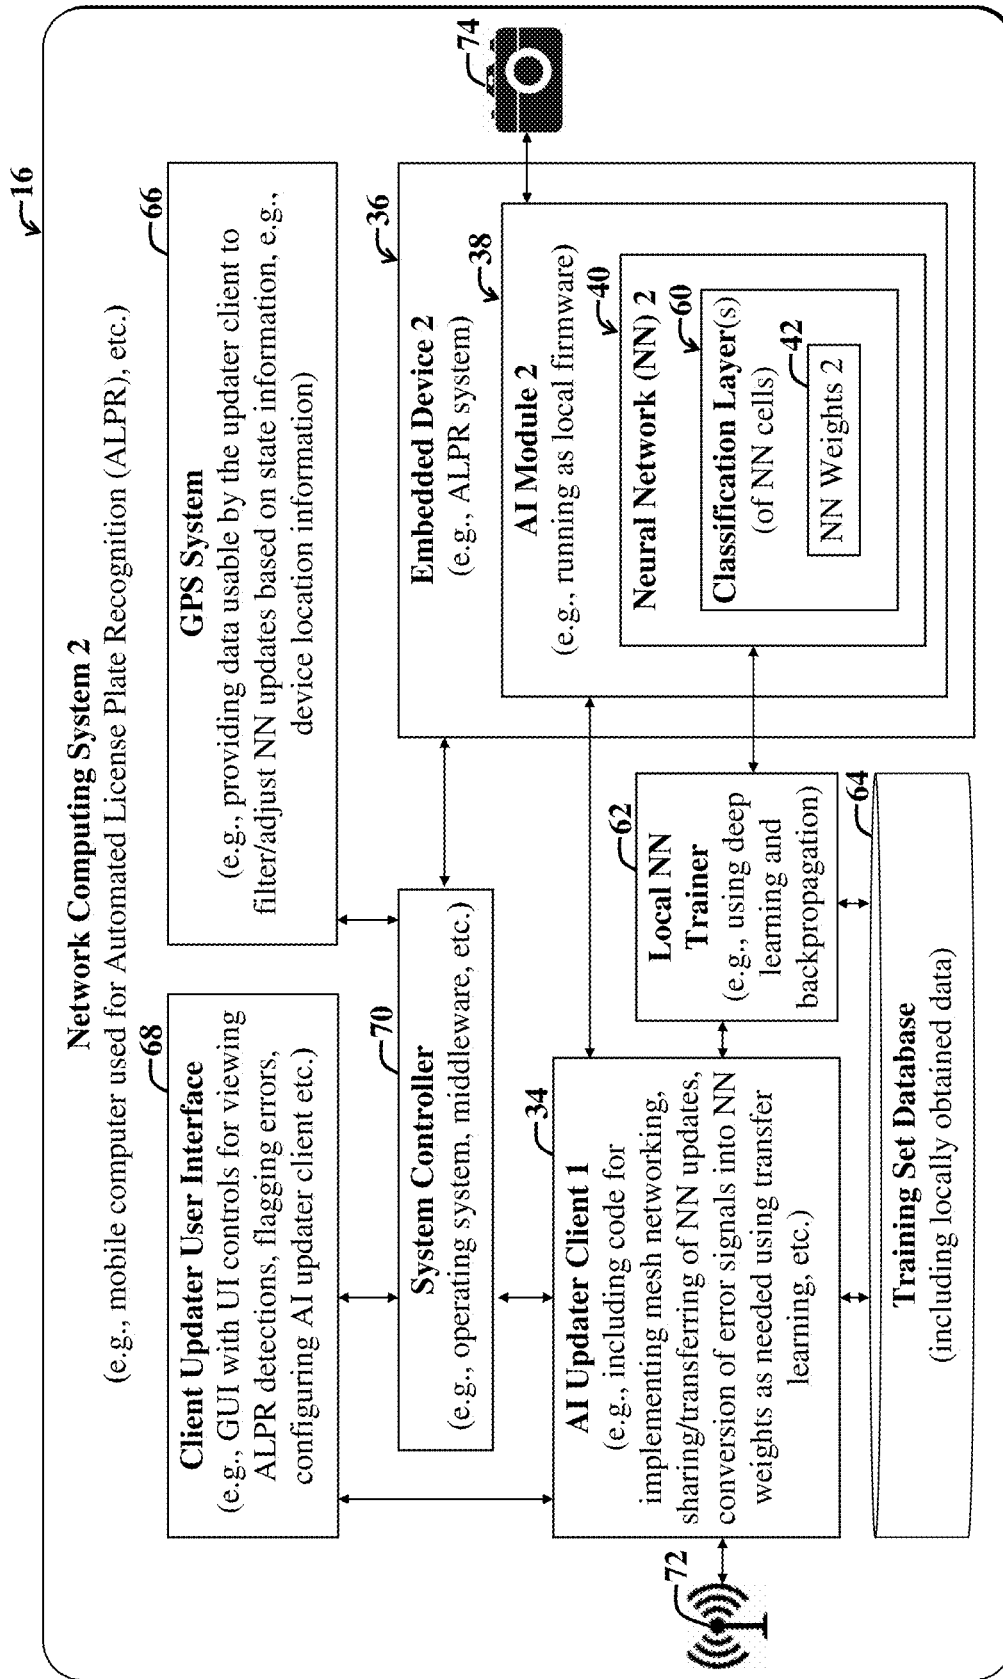 16
Network Computing System 2
(e.g., mobile computer used for Automated License Plate Recognition (ALPR), etc.)
68
Client Updater User Interface
(e.g., GUI with UI controls for viewing
ALPR detections, flagging errors,
configuring AI updater client etc.)
66
GPS System
(e.g., providing data usable by the updater client to
filter/adjust NN updates based on state information, e.g.,
device location information)
70
System Controller
(e.g., operating system, middleware, etc.)
34
AI Updater Client 1
(e.g., including code for
implementing mesh networking,
sharing/transferring of NN updates,
conversion of error signals into NN
weights as needed using transfer
learning, etc.)
72
62
Local NN
Trainer
(e.g., using deep
learning and
backpropagation)
64
Training Set Database
(including locally obtained data)
36
Embedded Device 2
(e.g., ALPR system)
38
AI Module 2
(e.g., running as local firmware)
40
Neural Network (NN) 2
60
Classification Layer(s)
(of NN cells)
42
NN Weights 2
74